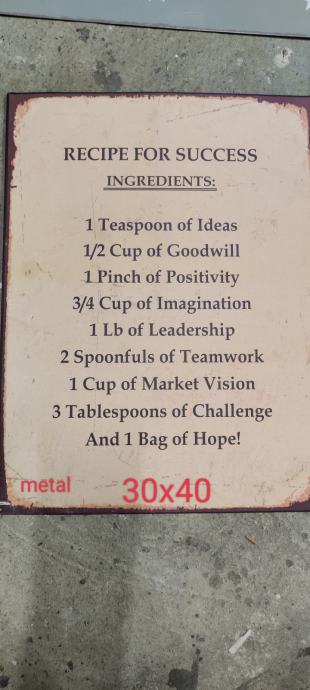 RECIPE FOR SUCCESS
INGREDIENTS:
1 Teaspoon of Ideas
1/2 Cup of Goodwill
1 Pinch of Positivity
3/4 Cup of Imagination
1 Lb of Leadership
2 Spoonfuls of Teamwork
1 Cup of Market Vision
3 Tablespoons of Challenge
And 1 Bag of Hope!
metal 30x40